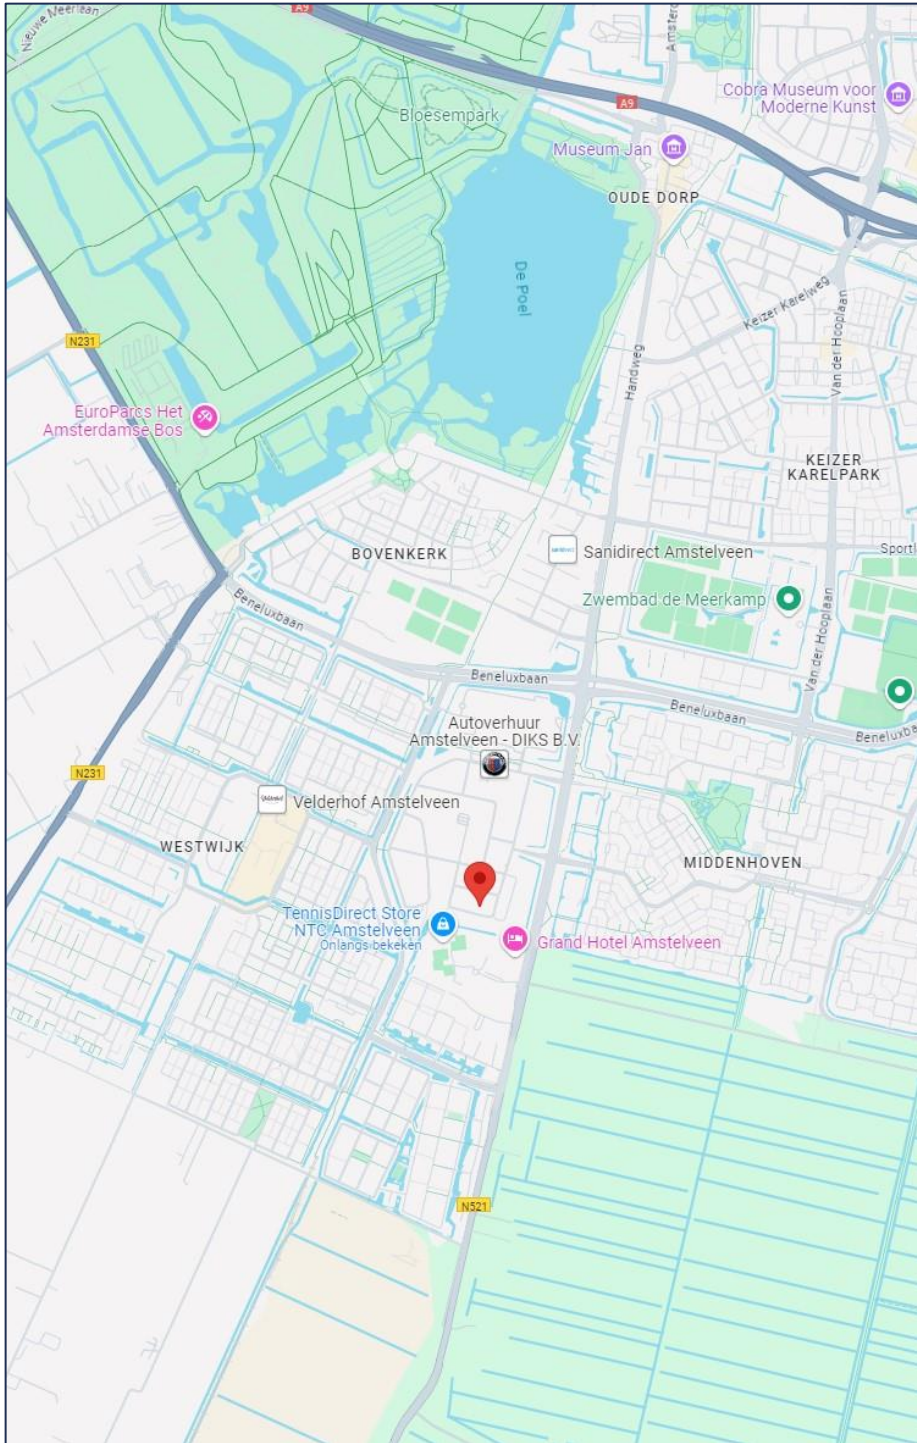 Nieuwe Meerlaan
A9
Bloesempark
A9
Cobra Museum voor
Moderne Kunst
Museum Jan
OUDE DORP
De Poel
Keizer Karelweg
Van der Hooplaan
Handweg
N231
EuroParcs Het
Amsterdamse Bos
KEIZER
KARELPARK
BOVENKERK
Sanidirect Amstelveen
Zwembad de Meerkamp
Van der Hooplaan
Beneluxbaan
Beneluxbaan
Beneluxbaan
Autoverhuur
Amstelveen - DIKS B.V.
N231
Velderhof Amstelveen
WESTWIJK
MIDDENHOVEN
TennisDirect Store
NTC Amstelveen
Onlangs bekeken
Grand Hotel Amstelveen
N521